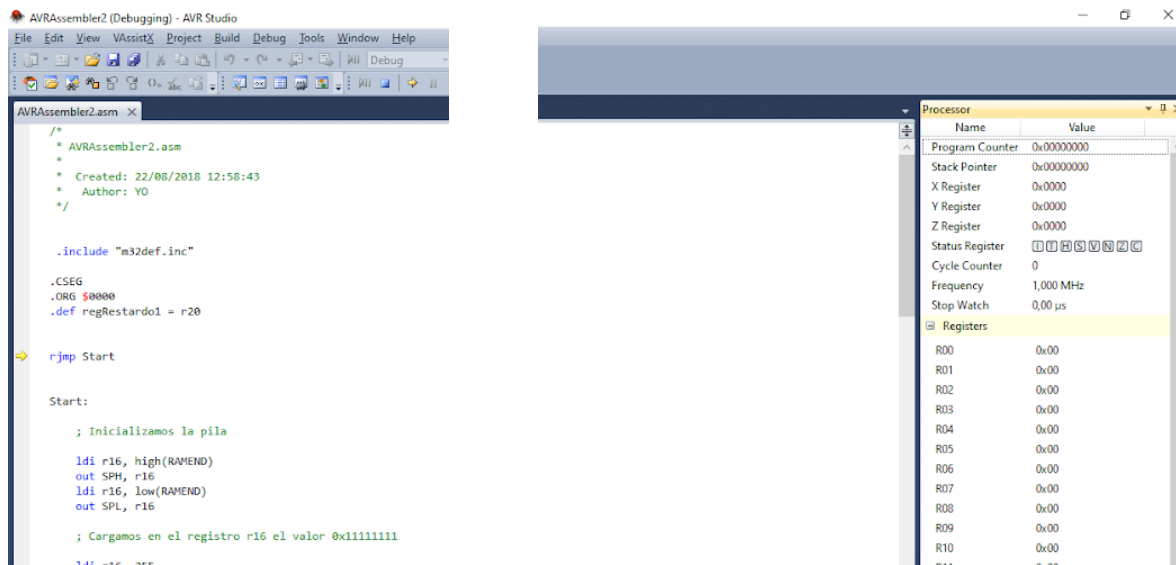 AVRAssembler2 (Debugging) - AVR Studio
File Edit View VAssistX Project Build Debug Tools Window Help
Debug
AVRAssembler2.asm
/*
* AVRAssembler2.asm
*
* Created: 22/08/2018 12:58:43
* Author: YO
*/
.include "m32def.inc"
.CSEG
.ORG $0000
.def regRestardo1 = r20
rjmp Start
Start:
; Inicializamos la pila
ldi r16, high(RAMEND)
out SPH, r16
ldi r16, low(RAMEND)
out SPL, r16
; Cargamos en el registro r16 el valor 0x11111111
Processor
Name Value
Program Counter 0x00000000
Stack Pointer 0x00000000
X Register 0x0000
Y Register 0x0000
Z Register 0x0000
Status Register I T H S V N Z C
Cycle Counter 0
Frequency 1,000 MHz
Stop Watch 0,00 µs
Registers
R00 0x00
R01 0x00
R02 0x00
R03 0x00
R04 0x00
R05 0x00
R06 0x00
R07 0x00
R08 0x00
R09 0x00
R10 0x00